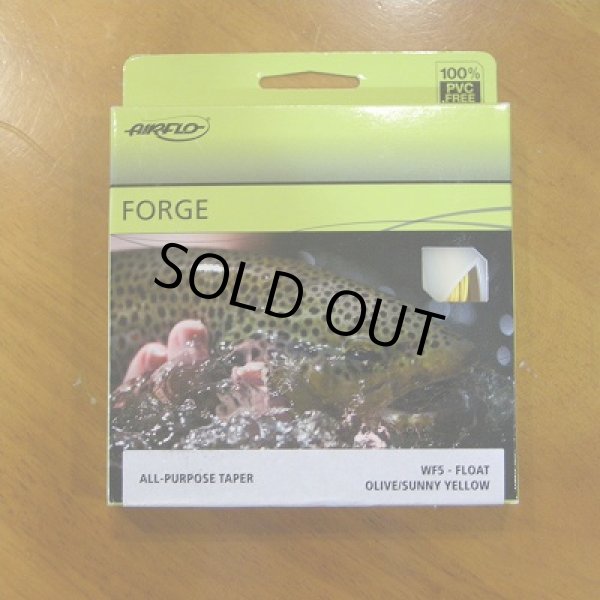 100%
PVC
FREE
AIRFLO
FORGE
SOLD OUT
ALL-PURPOSE TAPER
WF5 - FLOAT
OLIVE/SUNNY YELLOW